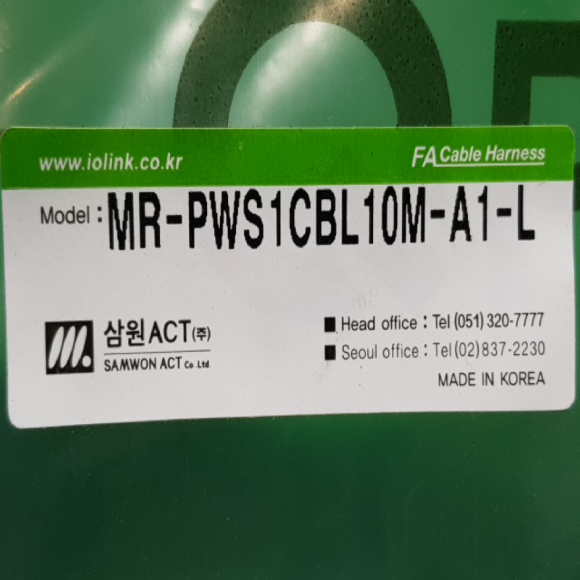 www.iolink.co.kr
FA Cable Harness
Model : MR-PWS1CBL10M-A1-L
삼원ACT(주)
SAMWON ACT Co. Ltd.
■ Head office : Tel (051) 320-7777
■ Seoul office : Tel (02) 837-2230
MADE IN KOREA